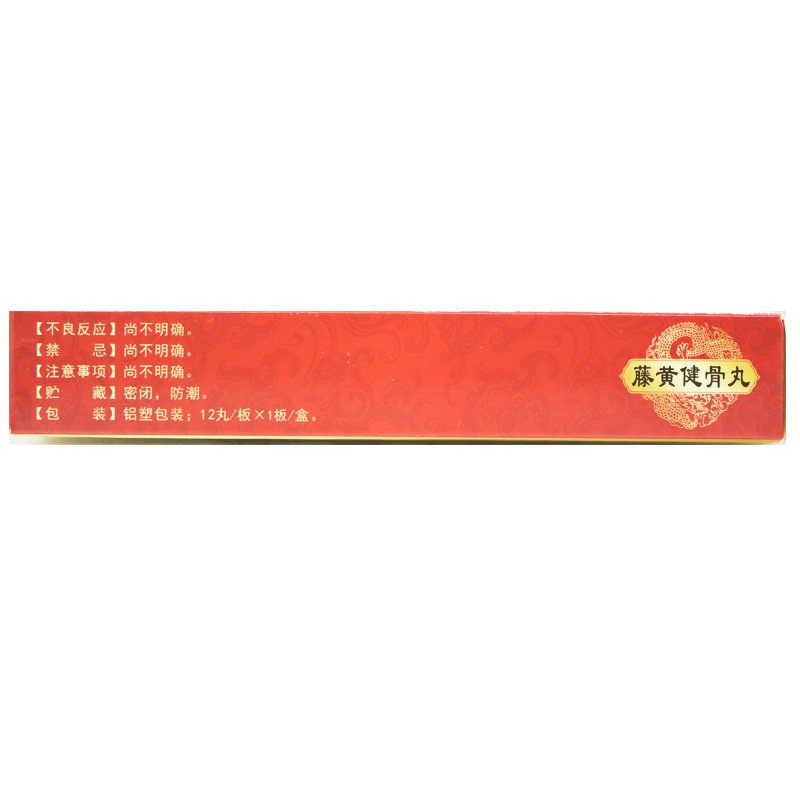 【不良反应】尚不明确。
【禁 忌】尚不明确。
【注意事项】尚不明确。
【贮 藏】密闭，防潮。
【包 装】铝塑包装；12丸/板×1板/盒。
藤黄健骨丸